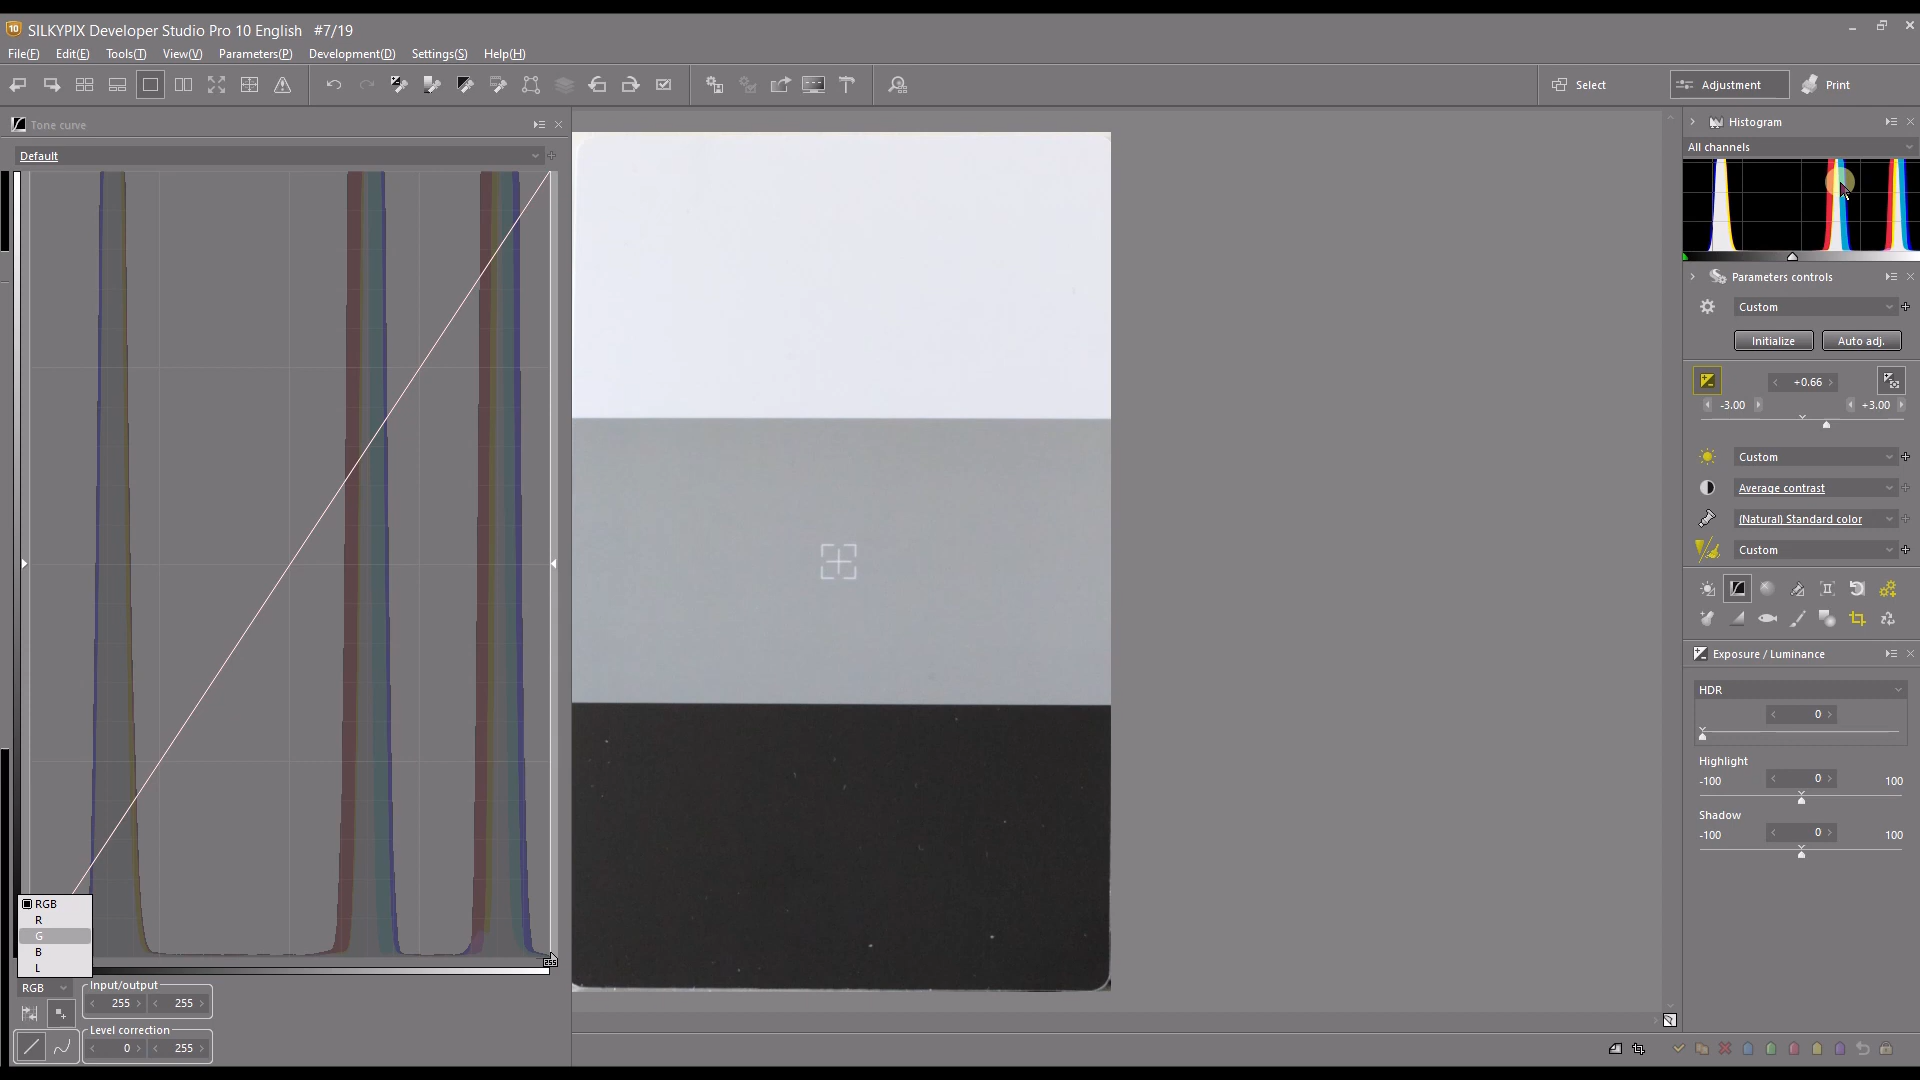 SILKYPIX Developer Studio Pro 10 English #7/19
File(F) Edit(E) Tools(T) View(V) Parameters(P) Development(D) Settings(S) Help(H)
Select
Adjustment
Print
Tone curve
Default
RGB
R
G
B
L
255
RGB
Input/output
255 255
Level correction
0 255
Histogram
All channels
Parameters controls
Custom
Initialize Auto adj.
+0.66
-3.00 +3.00
Custom
Average contrast
(Natural) Standard color
Custom
Exposure / Luminance
HDR
0
Highlight
-100 0 100
Shadow
-100 0 100